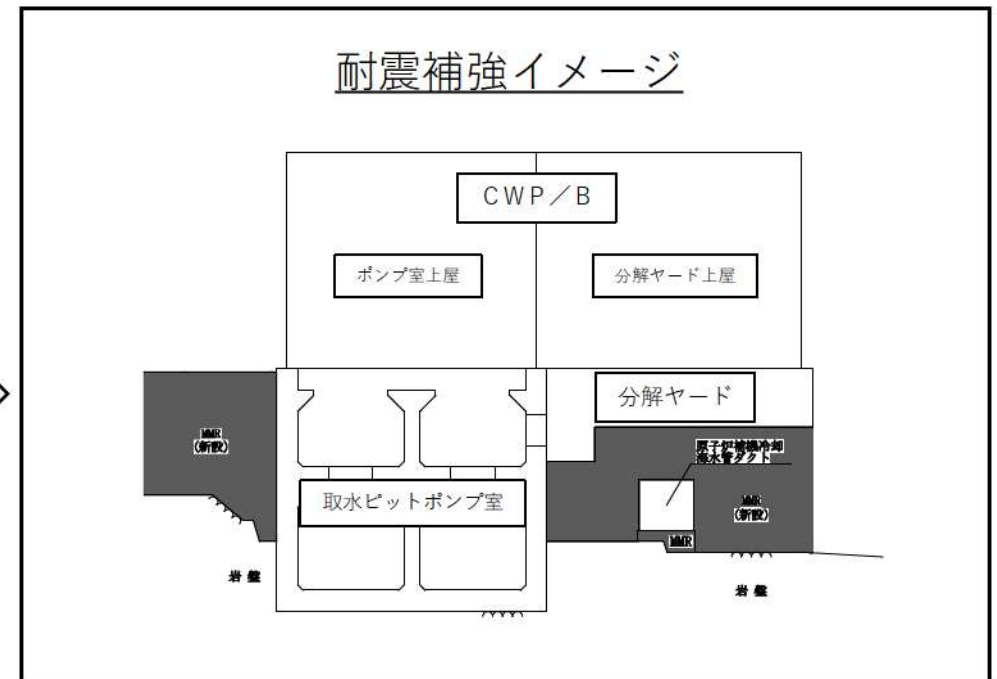 耐震補強イメージ
CWP／B
ポンプ室上屋
分解ヤード上屋
分解ヤード
MMR
(新設)
原子炉補機冷却
海水管ダクト
取水ピットポンプ室
MMR
(新設)
MMR
岩盤
岩盤